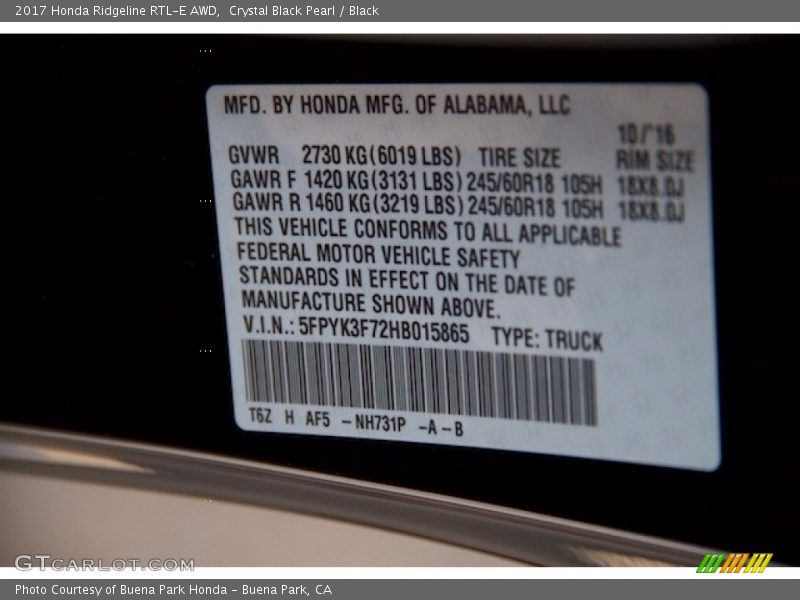 2017 Honda Ridgeline RTL-E AWD,  Crystal Black Pearl / Black
MFD. BY HONDA MFG. OF ALABAMA, LLC
10/'16
GVWR 2730 KG(6019 LBS) TIRE SIZE RIM SIZE
GAWR F 1420 KG(3131 LBS) 245/60R18 105H 18X8.0J
GAWR R 1460 KG(3219 LBS) 245/60R18 105H 18X8.0J
THIS VEHICLE CONFORMS TO ALL APPLICABLE
FEDERAL MOTOR VEHICLE SAFETY
STANDARDS IN EFFECT ON THE DATE OF
MANUFACTURE SHOWN ABOVE.
V.I.N.: 5FPYK3F72HB015865 TYPE: TRUCK
T6Z H AF5 -NH731P -A-B
GTCARLOT.COM
Photo Courtesy of Buena Park Honda - Buena Park, CA